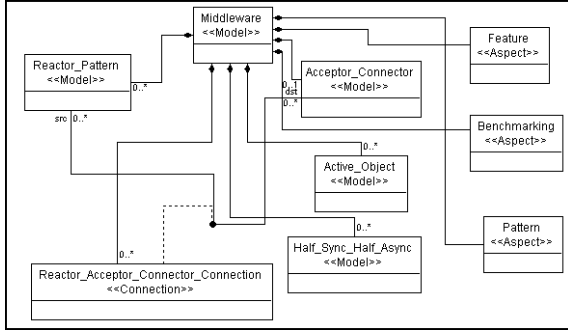 Middleware
<<Model>>
Feature
<<Aspect>>
Reactor_Pattern
<<Model>>
Acceptor_Connector
<<Model>>
0..*
0..1
dst
0..*
src
0..*
Benchmarking
<<Aspect>>
0..*
Active_Object
<<Model>>
Pattern
<<Aspect>>
0..*
0..*
Half_Sync_Half_Async
<<Model>>
Reactor_Acceptor_Connector_Connection
<<Connection>>